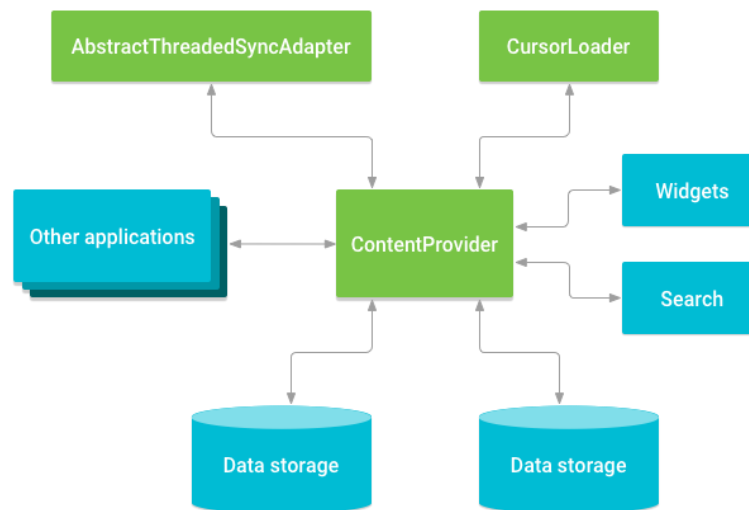 AbstractThreadedSyncAdapter
CursorLoader
Other applications
ContentProvider
Widgets
Search
Data storage
Data storage